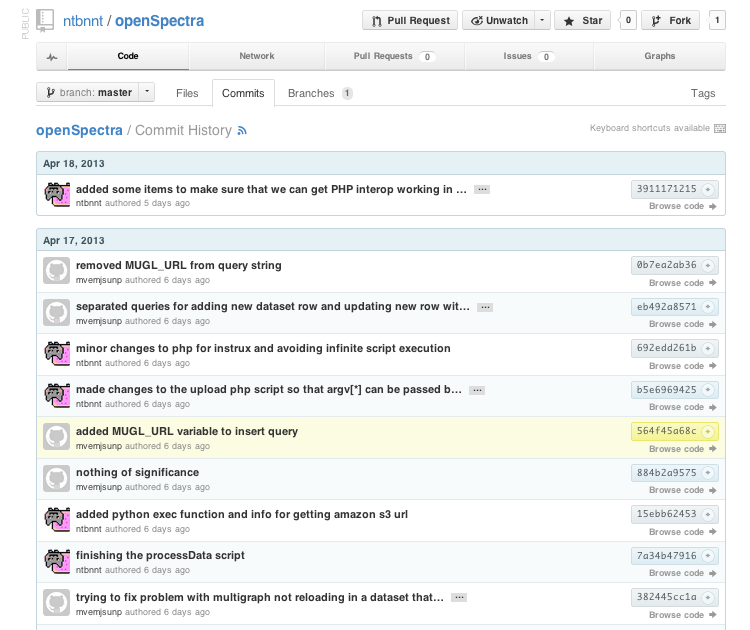 PUBLIC
ntbnnt / openSpectra
Pull Request Unwatch Star 0 Fork 1
Code Network Pull Requests 0 Issues 0 Graphs
branch: master Files Commits Branches 1 Tags
openSpectra / Commit History Keyboard shortcuts available
Apr 18, 2013
added some items to make sure that we can get PHP interop working in … 3911171215
ntbnnt authored 5 days ago Browse code
Apr 17, 2013
removed MUGL_URL from query string 0b7ea2ab36
mvemjsunp authored 6 days ago Browse code
separated queries for adding new dataset row and updating new row wit… eb492a8571
mvemjsunp authored 6 days ago Browse code
minor changes to php for instrux and avoiding infinite script execution 692edd261b
ntbnnt authored 6 days ago Browse code
made changes to the upload php script so that argv[*] can be passed b… b5e6969425
ntbnnt authored 6 days ago Browse code
added MUGL_URL variable to insert query 564f45a68c
mvemjsunp authored 6 days ago Browse code
nothing of significance 884b2a9575
mvemjsunp authored 6 days ago Browse code
added python exec function and info for getting amazon s3 url 15ebb62453
ntbnnt authored 6 days ago Browse code
finishing the processData script 7a34b47916
ntbnnt authored 6 days ago Browse code
trying to fix problem with multigraph not reloading in a dataset that… 382445cc1a
mvemjsunp authored 6 days ago Browse code